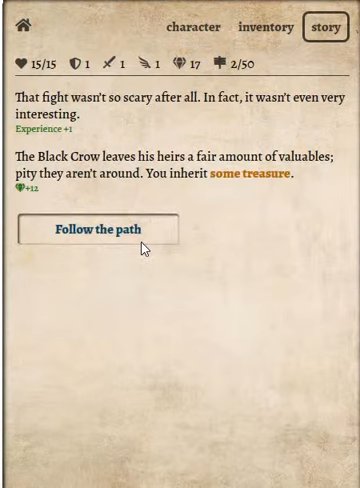 character inventory story
15/15 1 1 1 17 2/50
That fight wasn't so scary after all. In fact, it wasn't even very
interesting.
Experience +1
The Black Crow leaves his heirs a fair amount of valuables;
pity they aren't around. You inherit some treasure.
+12
Follow the path